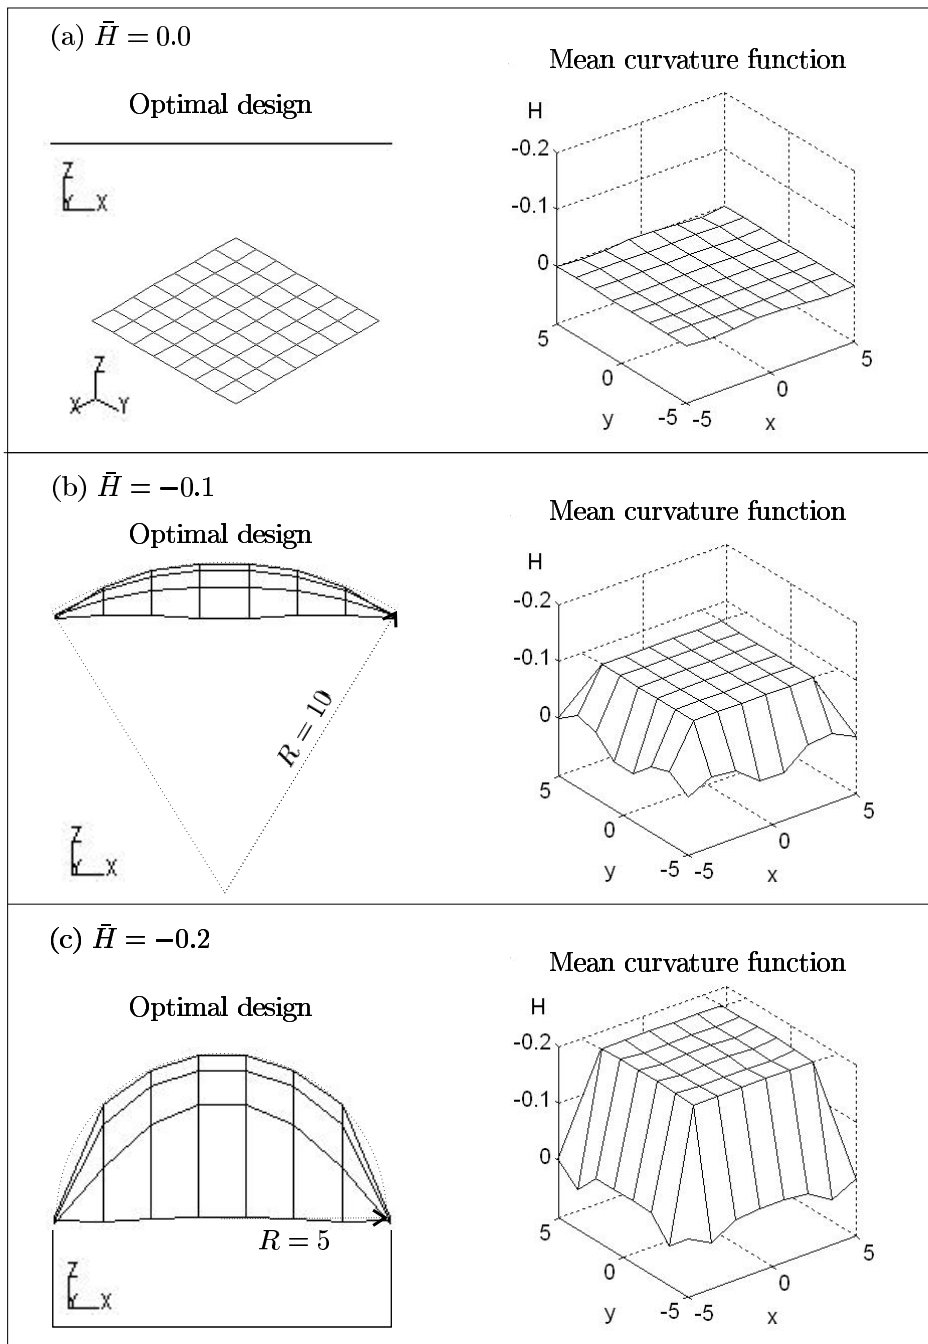 (a) H̄ = 0.0
Mean curvature function
Optimal design
H
-0.2
-0.1
0
5
0
-5
y
-5
0
5
x
Z
Y X
Z
X Y
(b) H̄ = −0.1
Mean curvature function
Optimal design
H
-0.2
-0.1
0
5
0
-5
y
-5
0
5
x
R = 10
Z
Y X
(c) H̄ = −0.2
Mean curvature function
Optimal design
H
-0.2
-0.1
0
5
0
-5
y
-5
0
5
x
R = 5
Z
Y X